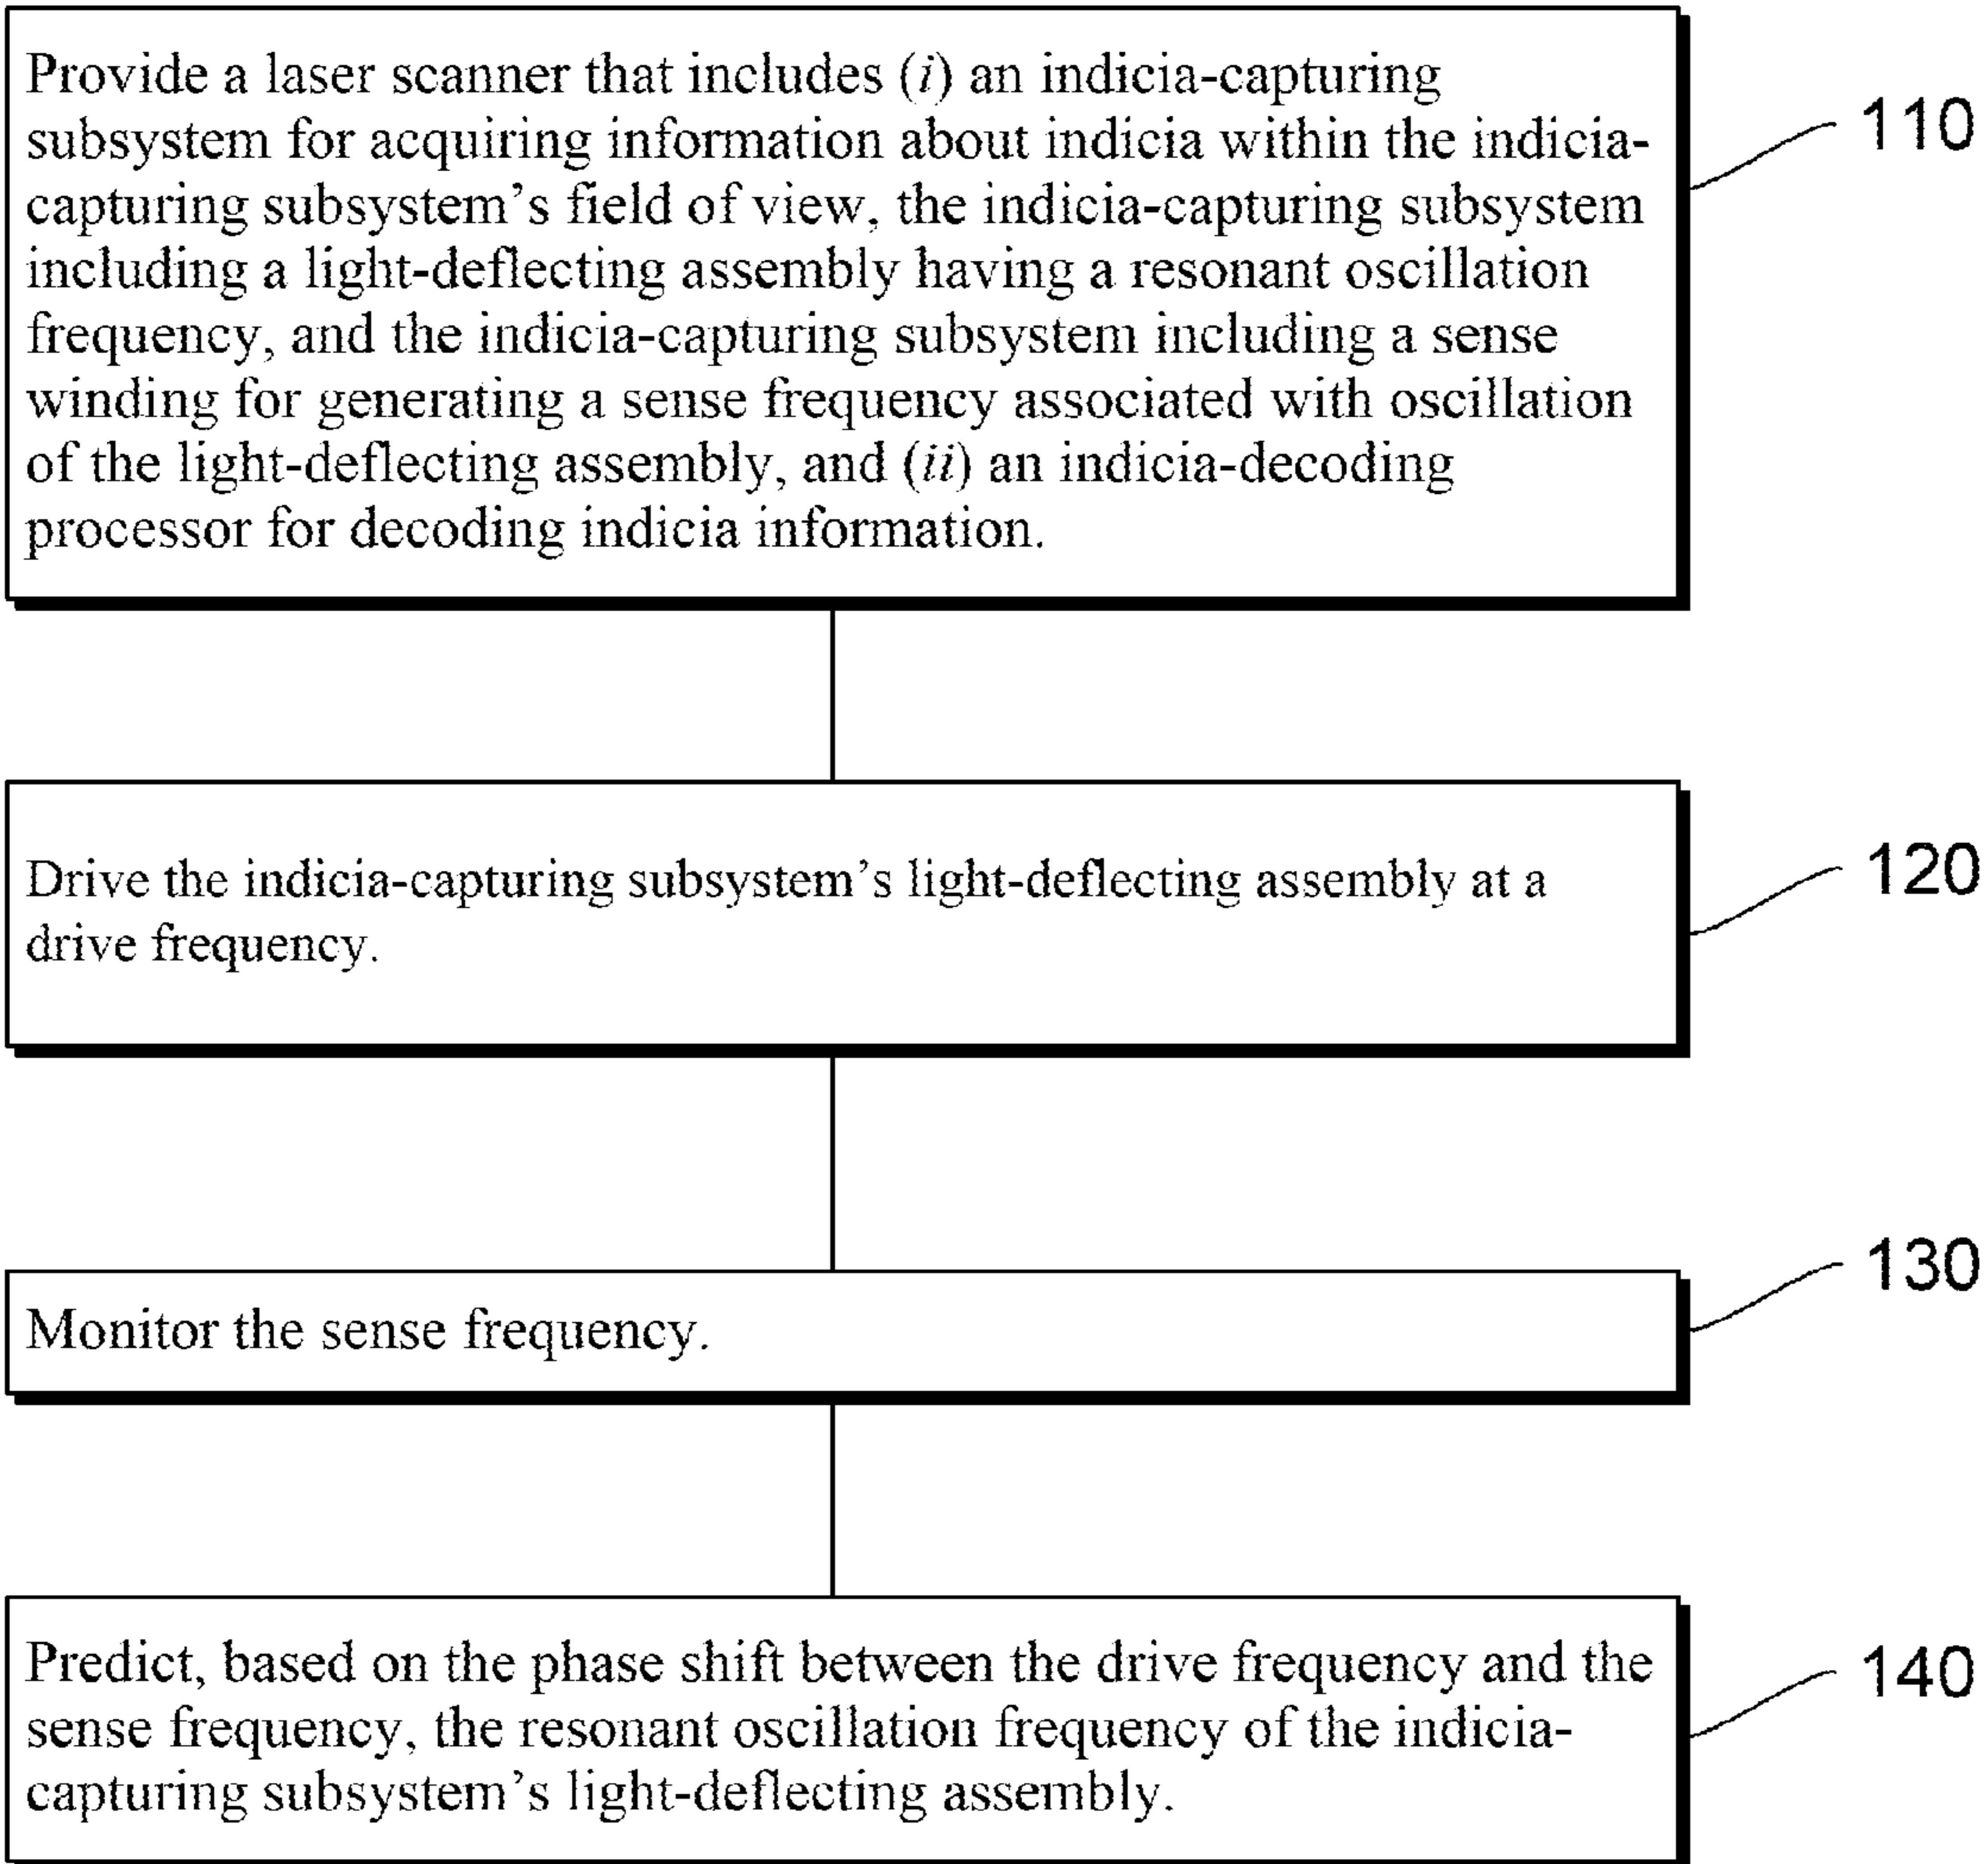 Provide a laser scanner that includes (i) an indicia-capturing
subsystem for acquiring information about indicia within the indicia-
capturing subsystem’s field of view, the indicia-capturing subsystem
including a light-deflecting assembly having a resonant oscillation
frequency, and the indicia-capturing subsystem including a sense
winding for generating a sense frequency associated with oscillation
of the light-deflecting assembly, and (ii) an indicia-decoding
processor for decoding indicia information.
110
Drive the indicia-capturing subsystem’s light-deflecting assembly at a
drive frequency.
120
Monitor the sense frequency.
130
Predict, based on the phase shift between the drive frequency and the
sense frequency, the resonant oscillation frequency of the indicia-
capturing subsystem’s light-deflecting assembly.
140